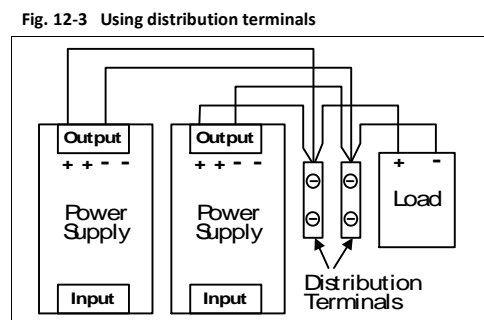 Fig. 12-3 Using distribution terminals
Output
+ + - -
Power
Supply
Input
Output
+ + - -
Power
Supply
Input
+ -
Load
Distribution
Terminals